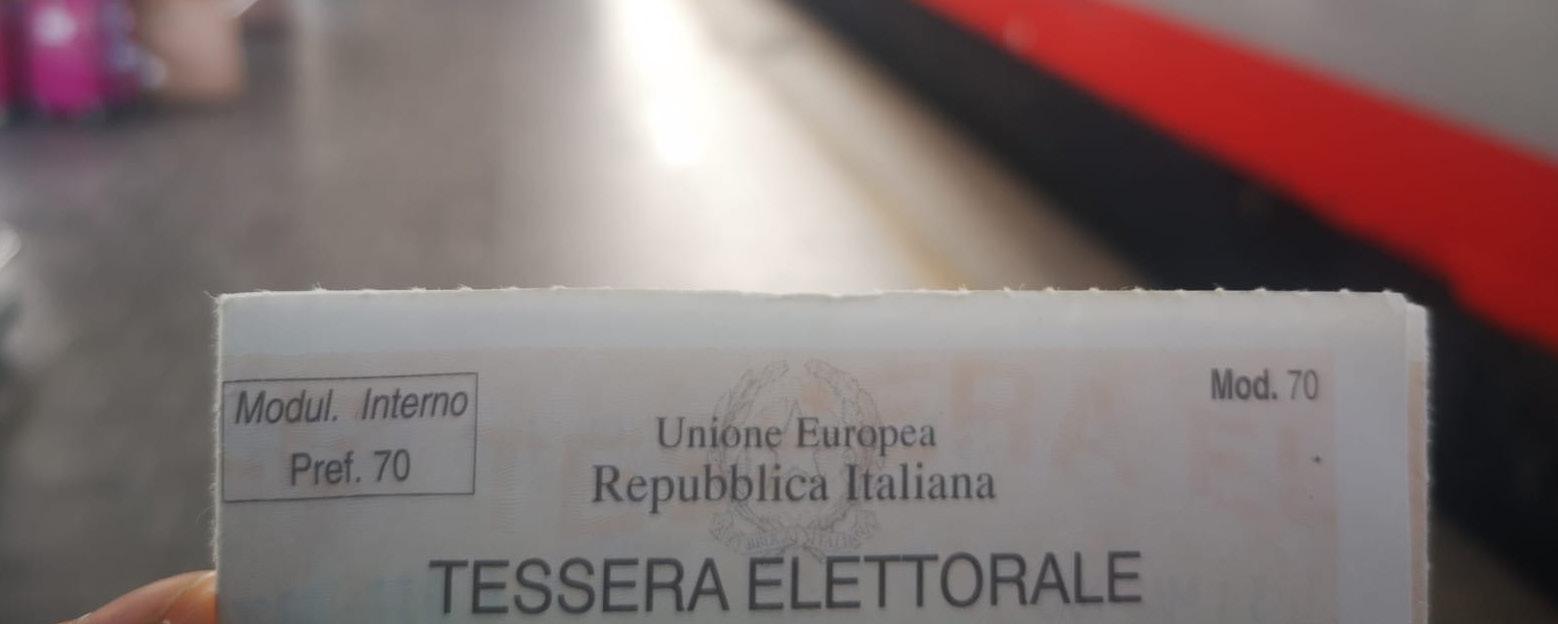 Modul. Interno
Pref. 70
Mod. 70
Unione Europea
Repubblica Italiana
TESSERA ELETTORALE